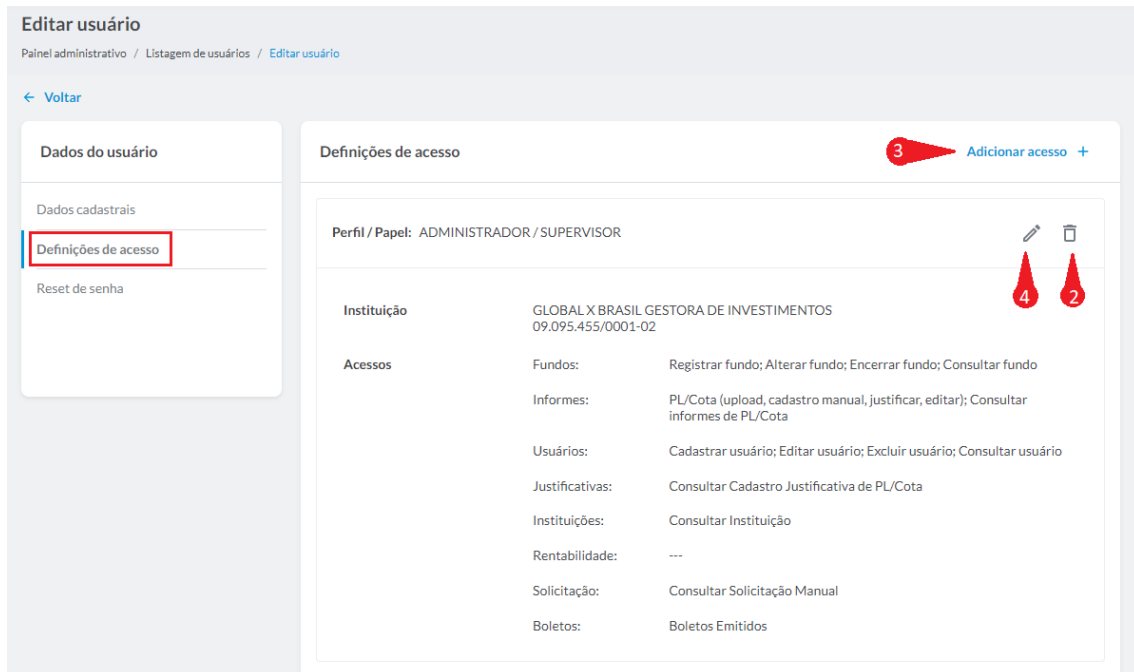 Editar usuário
Painel administrativo / Listagem de usuários / Editar usuário
← Voltar
Dados do usuário
Dados cadastrais
Definições de acesso
Reset de senha
Definições de acesso
3
Adicionar acesso +
Perfil / Papel: ADMINISTRADOR / SUPERVISOR
4
2
Instituição
GLOBAL X BRASIL GESTORA DE INVESTIMENTOS
09.095.455/0001-02
Acessos
Fundos: Registrar fundo; Alterar fundo; Encerrar fundo; Consultar fundo
Informes: PL/Cota (upload, cadastro manual, justificar, editar); Consultar
informes de PL/Cota
Usuários: Cadastrar usuário; Editar usuário; Excluir usuário; Consultar usuário
Justificativas: Consultar Cadastro Justificativa de PL/Cota
Instituições: Consultar Instituição
Rentabilidade: ---
Solicitação: Consultar Solicitação Manual
Boletos: Boletos Emitidos